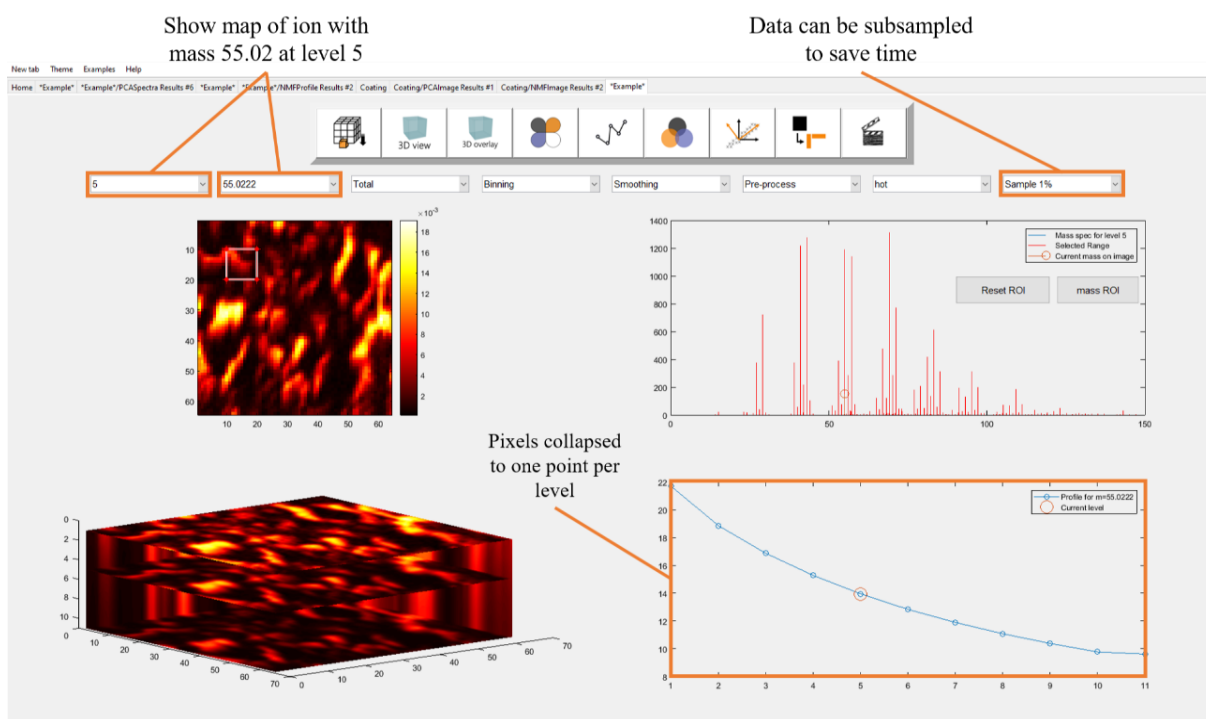 Show map of ion with
mass 55.02 at level 5
Data can be subsampled
to save time
New tab Theme Examples Help
Home *Example* *Example*/PCASpectra Results #6 *Example* *Example*/NMFProfile Results #2 Coating Coating/PCAImage Results #1 Coating/NMFImage Results #2 *Example*
3D view 3D overlay
5 55.0222 Total Binning Smoothing Pre-process hot Sample 1%
×10⁻³
18
16
14
12
10
8
6
4
2
10
20
30
40
50
60
10 20 30 40 50 60
1400
1200
1000
800
600
400
200
0
0 50 100 150
Mass spec for level 5
Selected Range
Current mass on image
Reset ROI mass ROI
Pixels collapsed
to one point per
level
0
2
4
6
8
10
0 10 20 30 40 50 60 70
0 10 20 30 40 50 60 70
22
20
18
16
14
12
10
8
1 2 3 4 5 6 7 8 9 10 11
Profile for m=55.0222
Current level